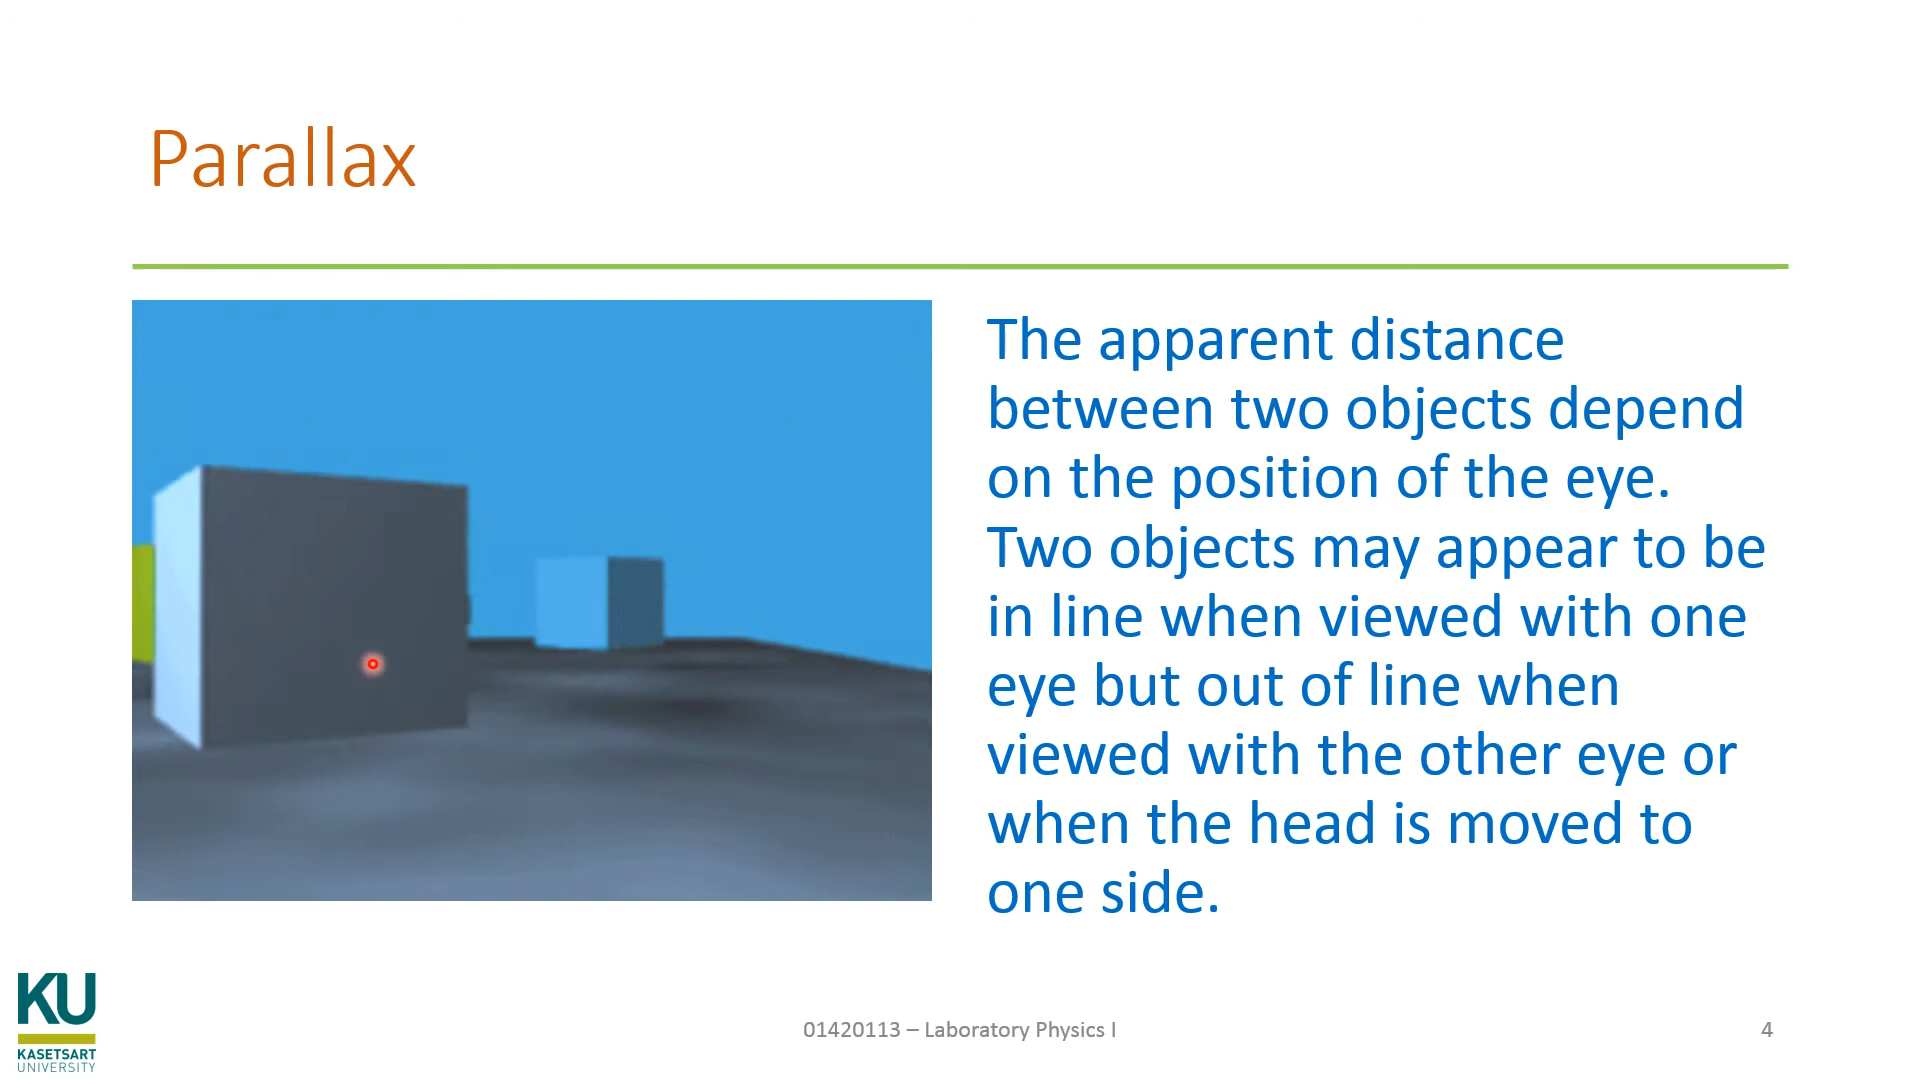 Parallax
The apparent distance
between two objects depend
on the position of the eye.
Two objects may appear to be
in line when viewed with one
eye but out of line when
viewed with the other eye or
when the head is moved to
one side.
KU
KASETSART
UNIVERSITY
01420113 – Laboratory Physics I
4